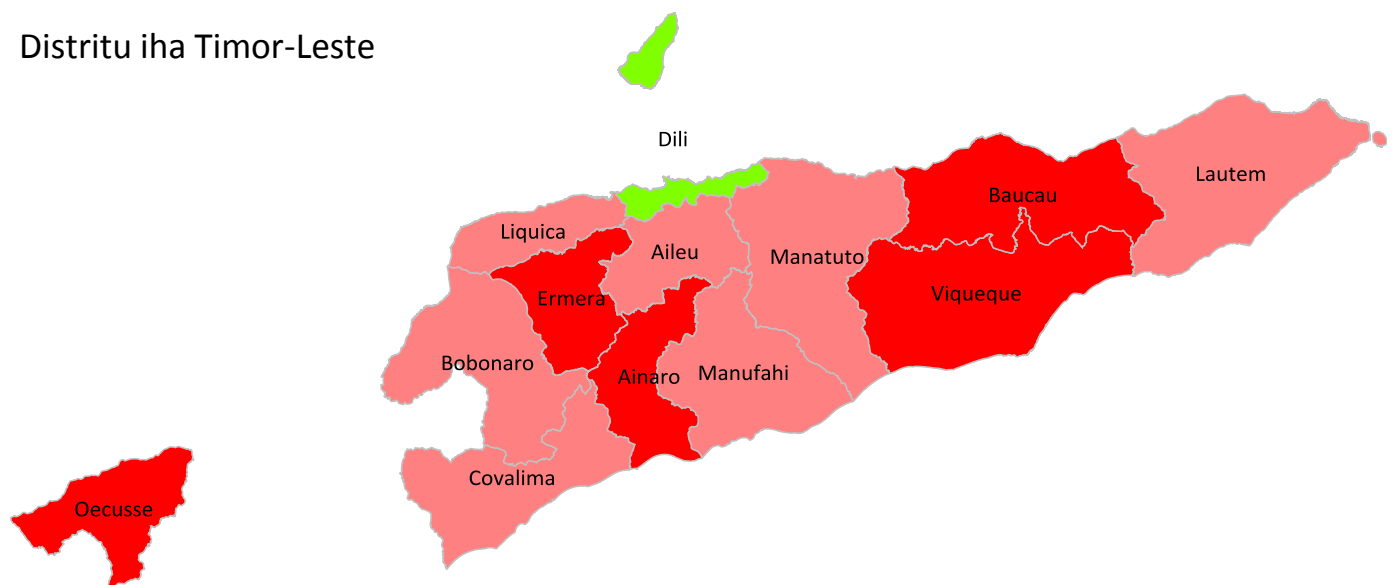 Distritu iha Timor-Leste
Dili
Baucau
Lautem
Liquica
Aileu
Manatuto
Ermera
Viqueque
Bobonaro
Ainaro
Manufahi
Covalima
Oecusse